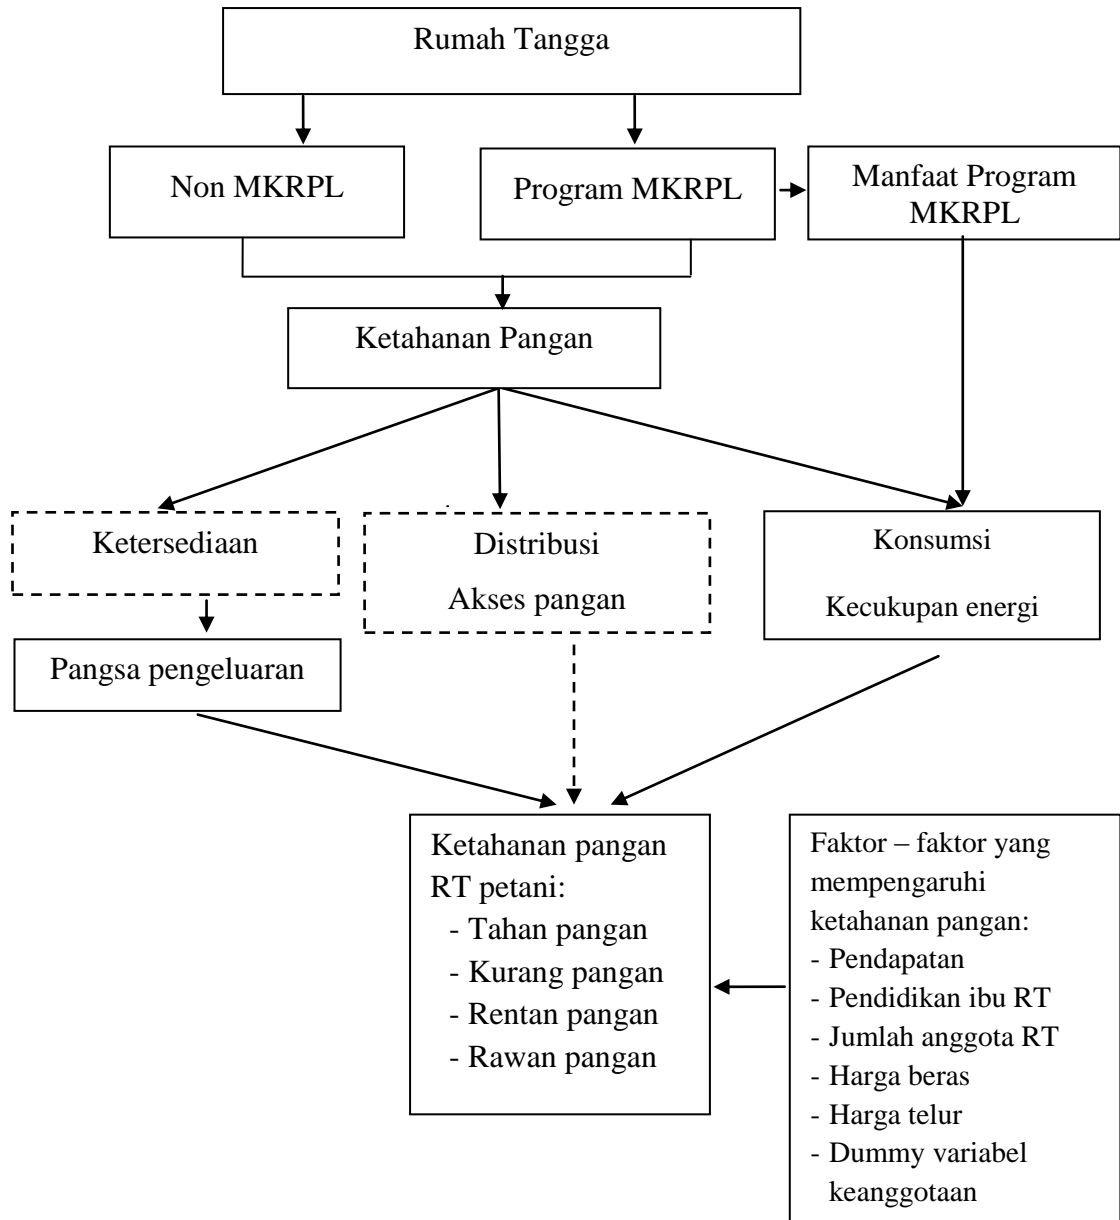 Rumah Tangga
Non MKRPL
Program MKRPL
Manfaat Program
MKRPL
Ketahanan Pangan
Ketersediaan
Distribusi
Akses pangan
Konsumsi
Kecukupan energi
Pangsa pengeluaran
Ketahanan pangan
RT petani:
- Tahan pangan
- Kurang pangan
- Rentan pangan
- Rawan pangan
Faktor – faktor yang
mempengaruhi
ketahanan pangan:
- Pendapatan
- Pendidikan ibu RT
- Jumlah anggota RT
- Harga beras
- Harga telur
- Dummy variabel
keanggotaan